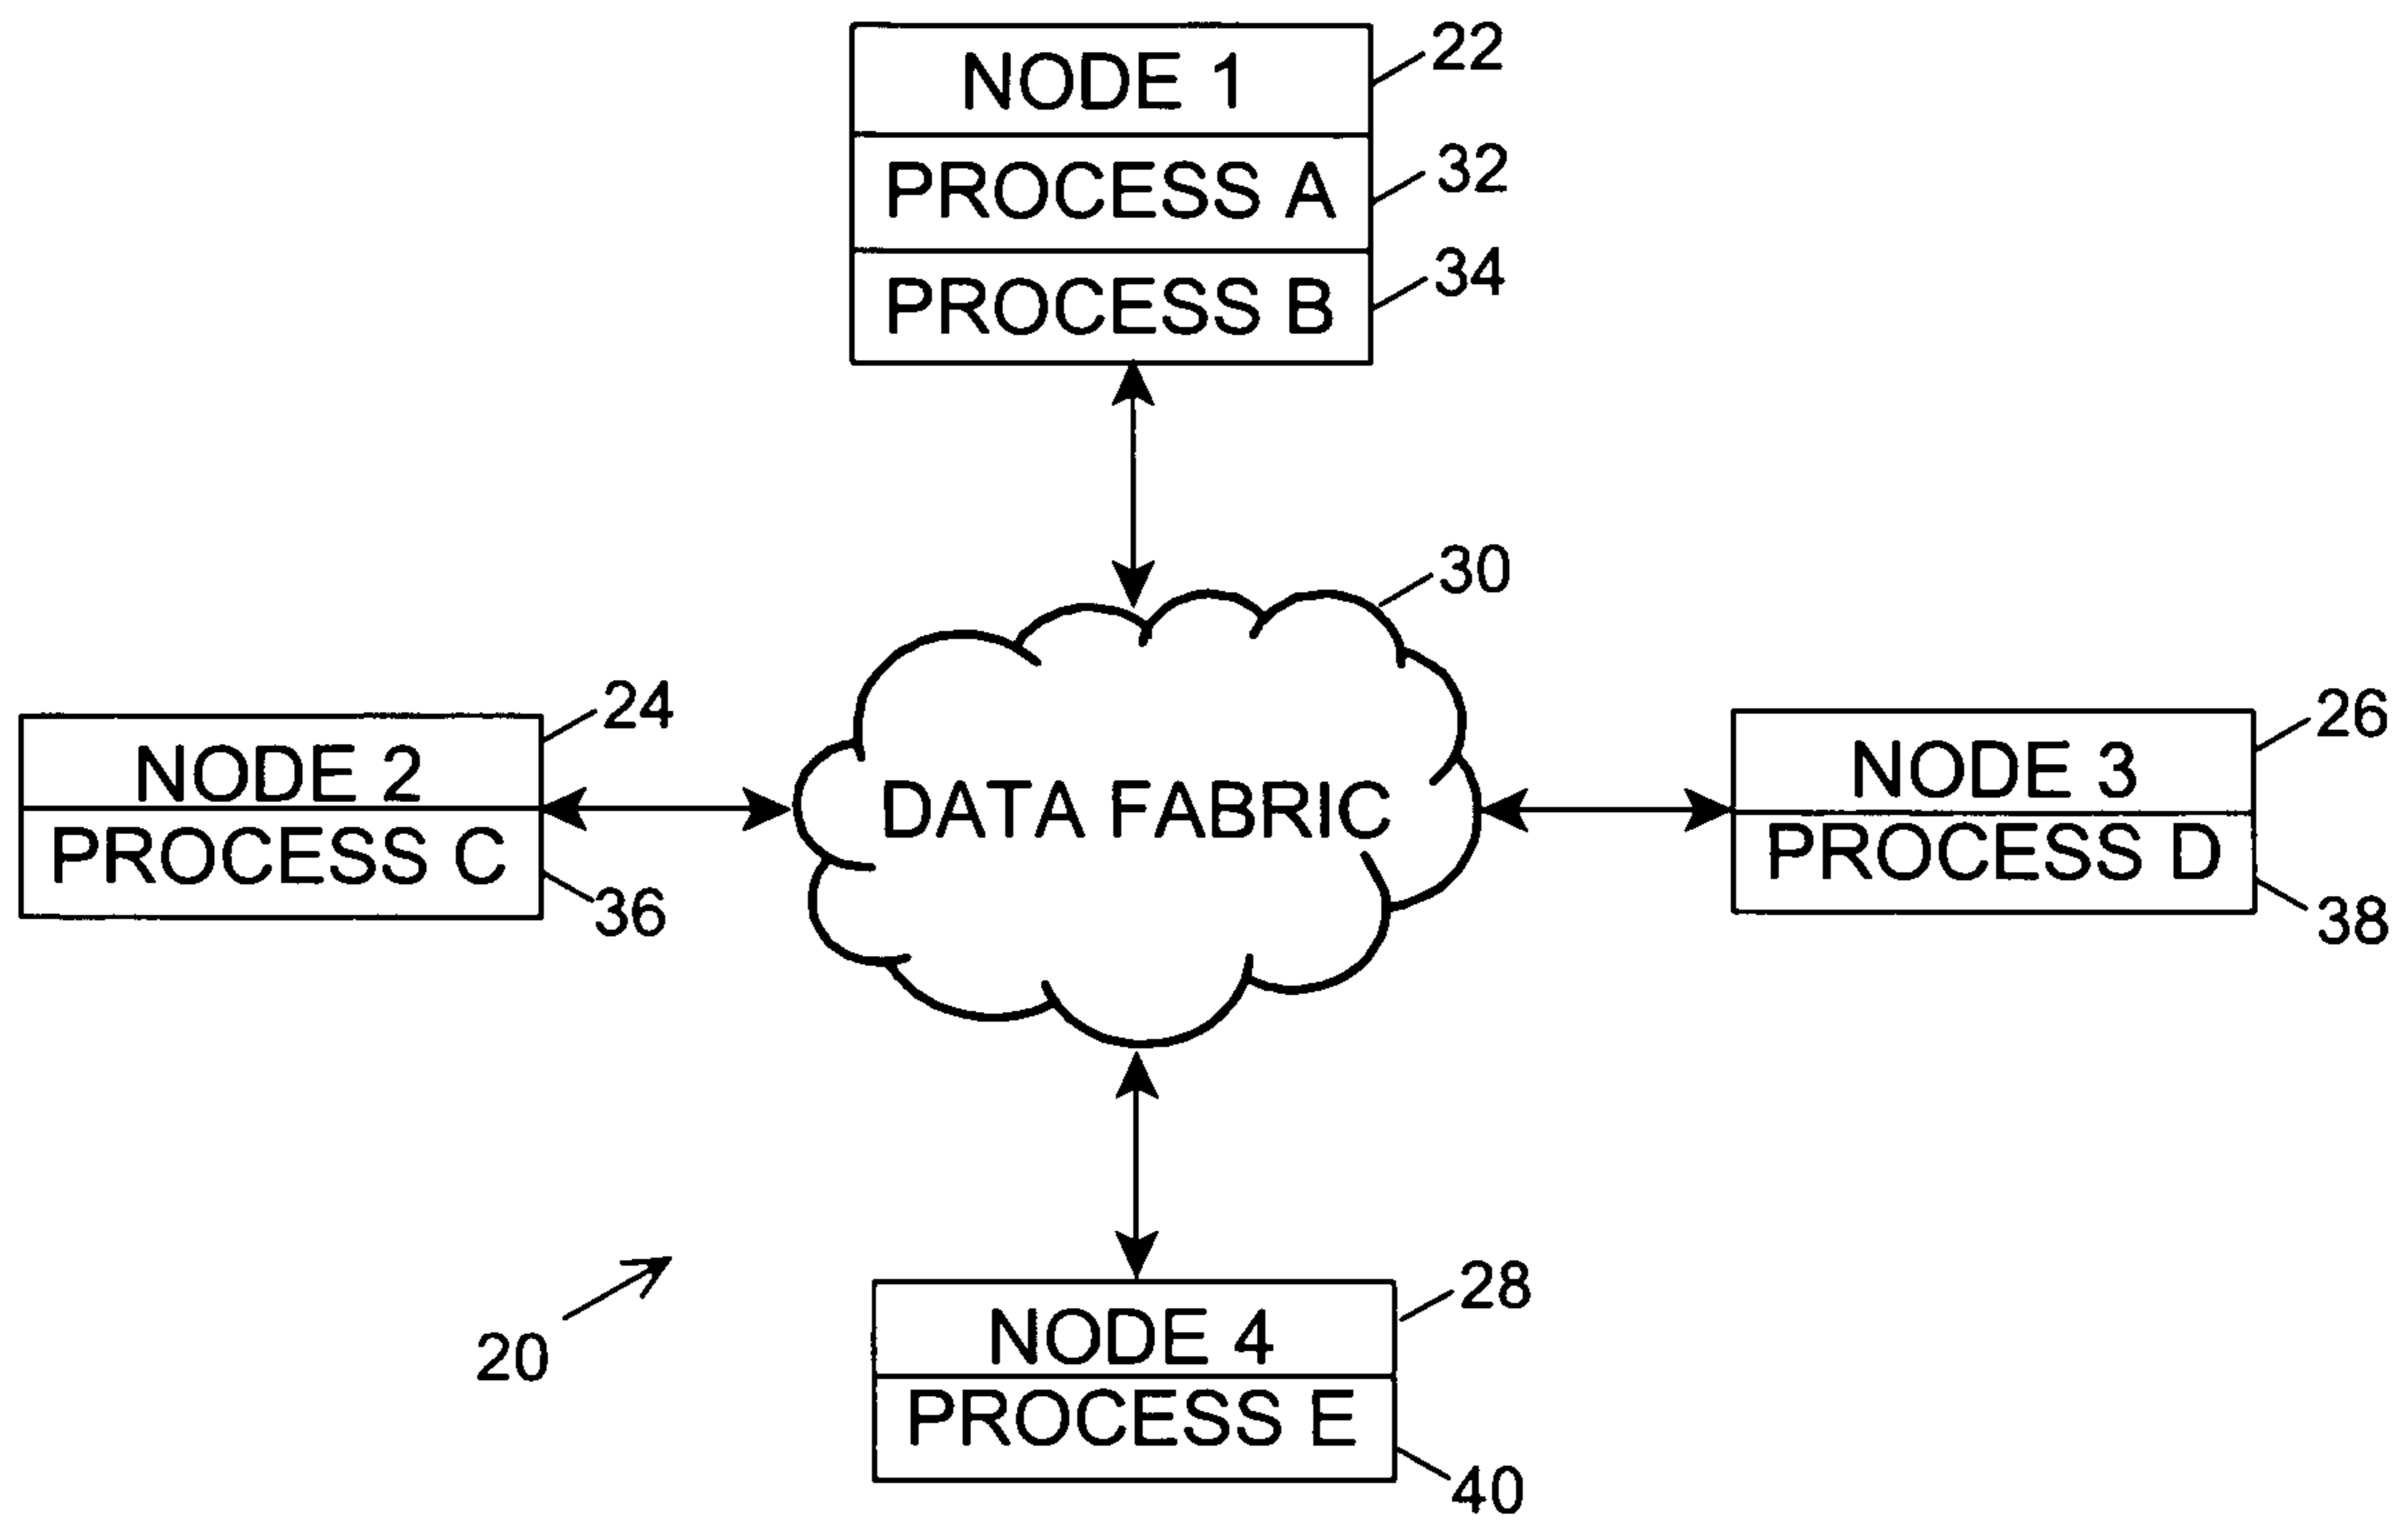 NODE 1
22
PROCESS A
32
PROCESS B
34
30
DATA FABRIC
NODE 2
24
PROCESS C
36
NODE 3
26
PROCESS D
38
20
NODE 4
28
PROCESS E
40